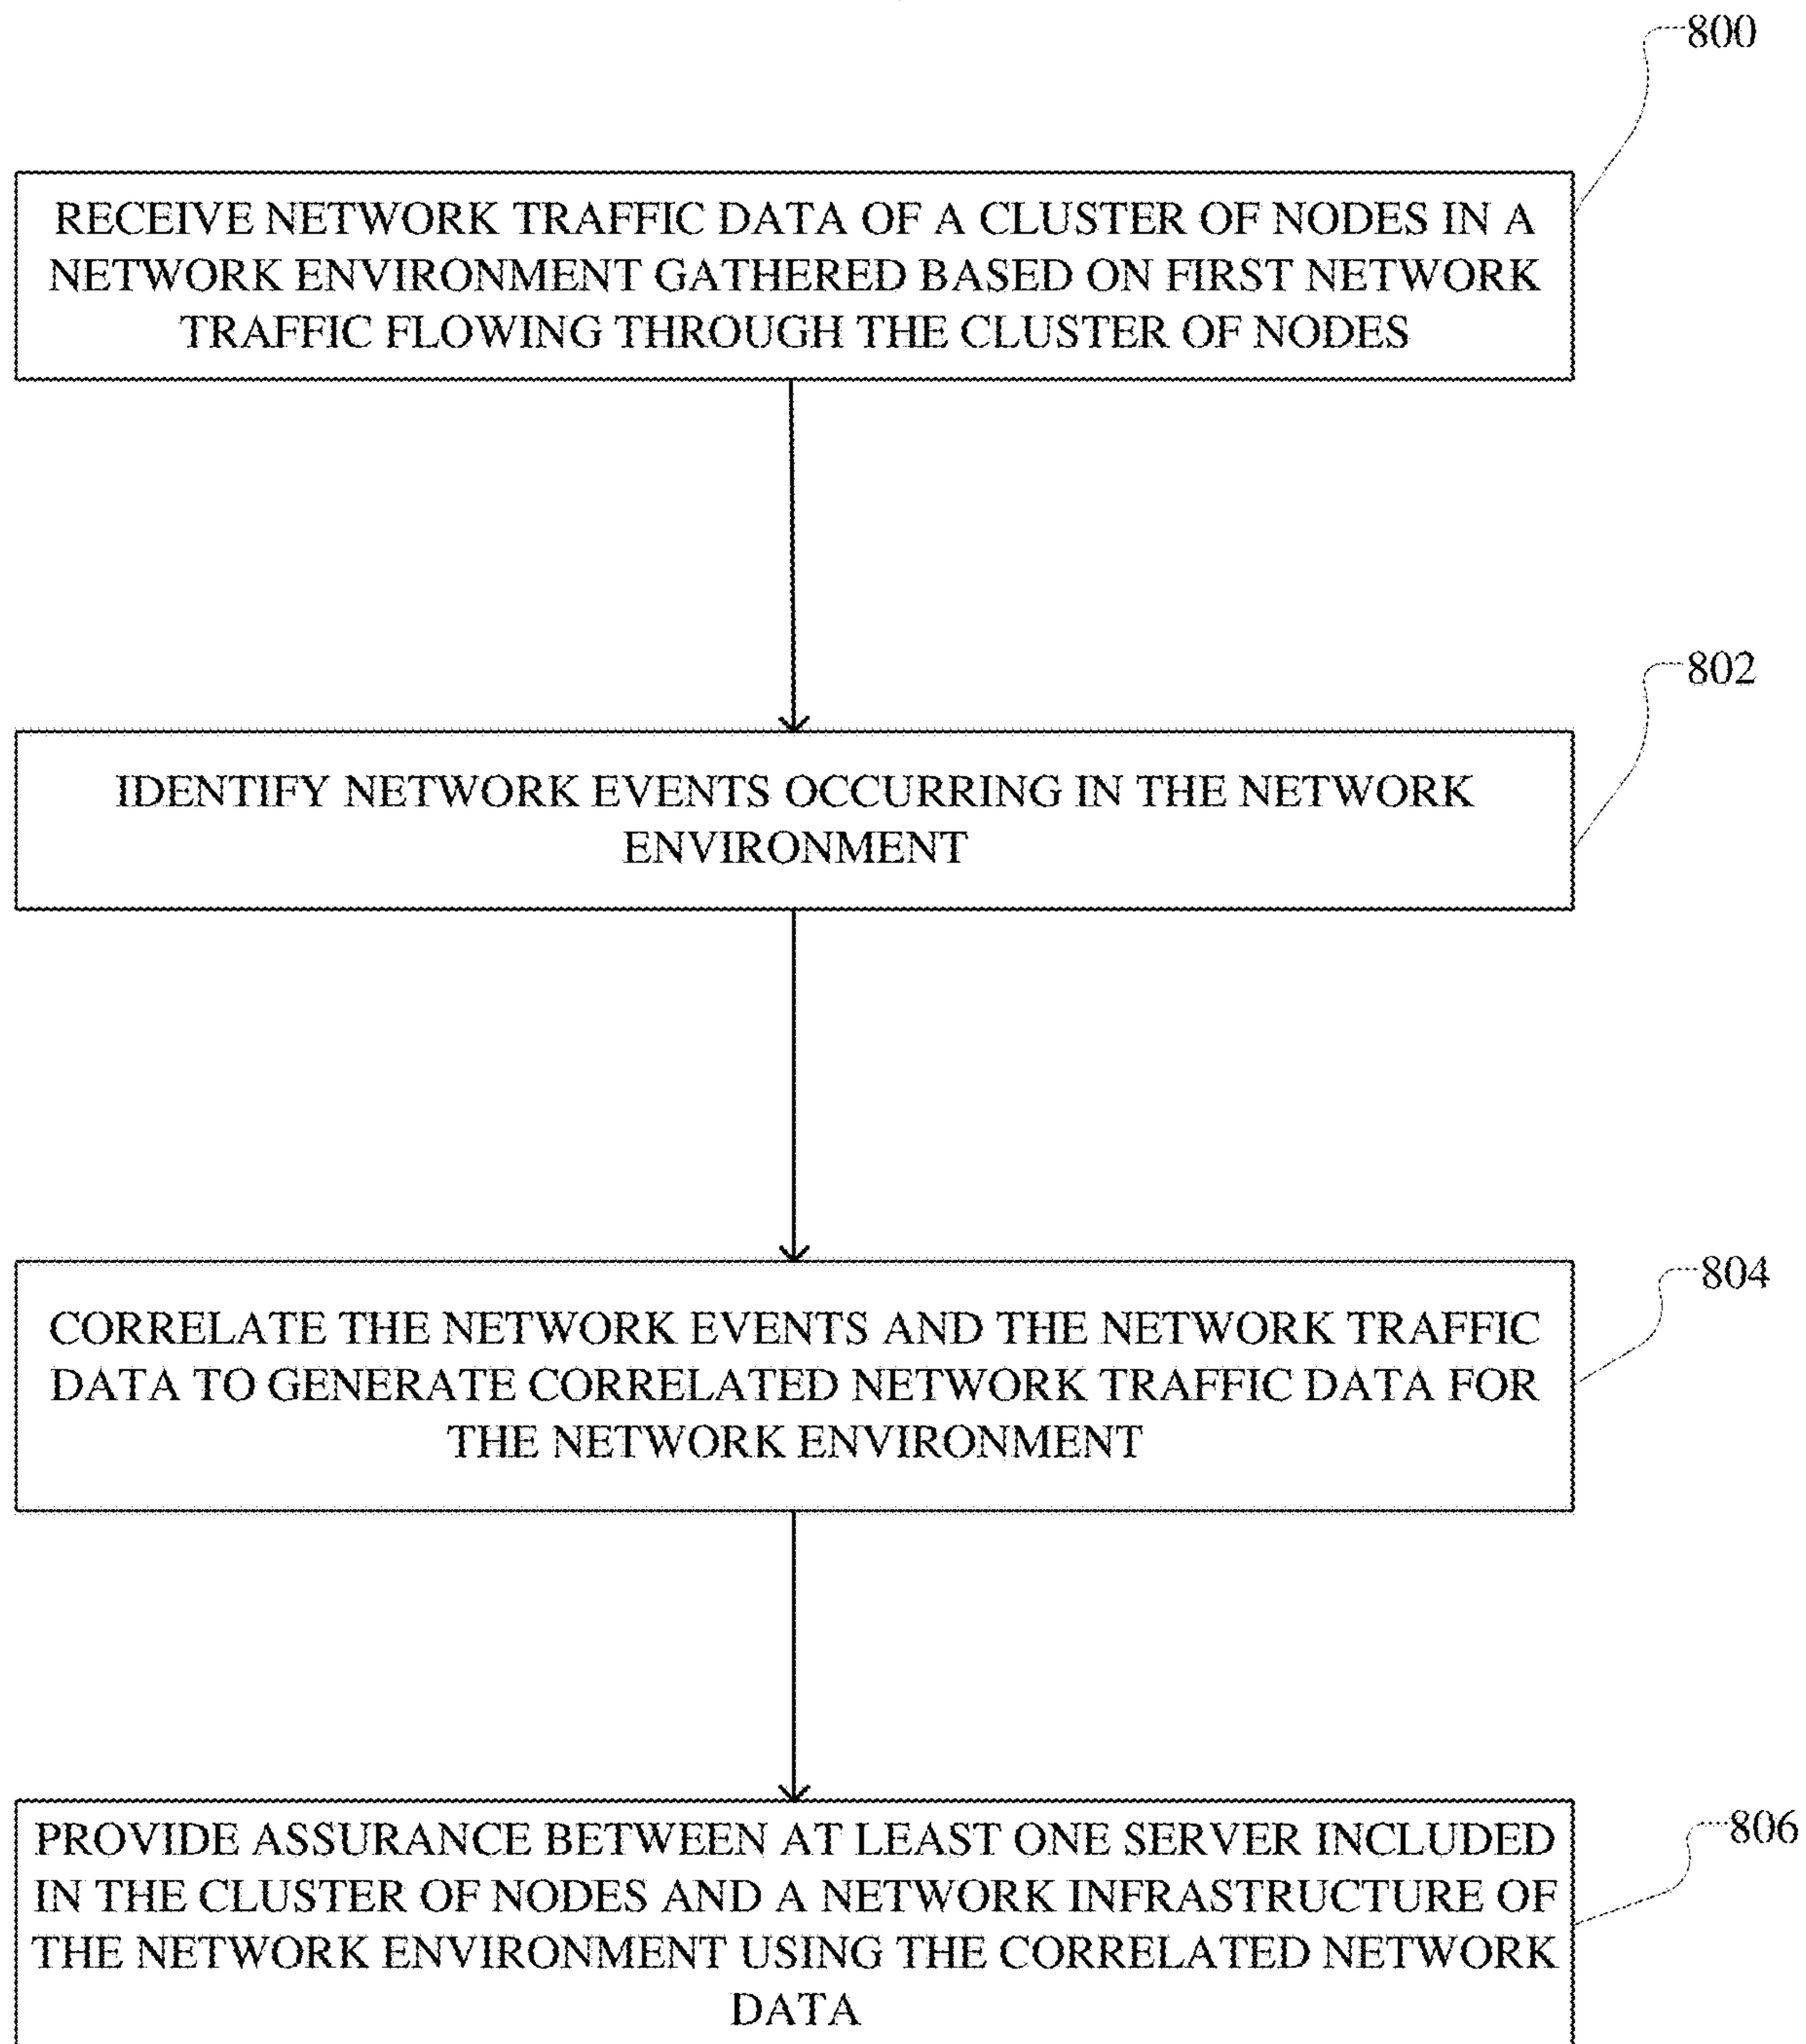 800
RECEIVE NETWORK TRAFFIC DATA OF A CLUSTER OF NODES IN A
NETWORK ENVIRONMENT GATHERED BASED ON FIRST NETWORK
TRAFFIC FLOWING THROUGH THE CLUSTER OF NODES
802
IDENTIFY NETWORK EVENTS OCCURRING IN THE NETWORK
ENVIRONMENT
804
CORRELATE THE NETWORK EVENTS AND THE NETWORK TRAFFIC
DATA TO GENERATE CORRELATED NETWORK TRAFFIC DATA FOR
THE NETWORK ENVIRONMENT
806
PROVIDE ASSURANCE BETWEEN AT LEAST ONE SERVER INCLUDED
IN THE CLUSTER OF NODES AND A NETWORK INFRASTRUCTURE OF
THE NETWORK ENVIRONMENT USING THE CORRELATED NETWORK
DATA